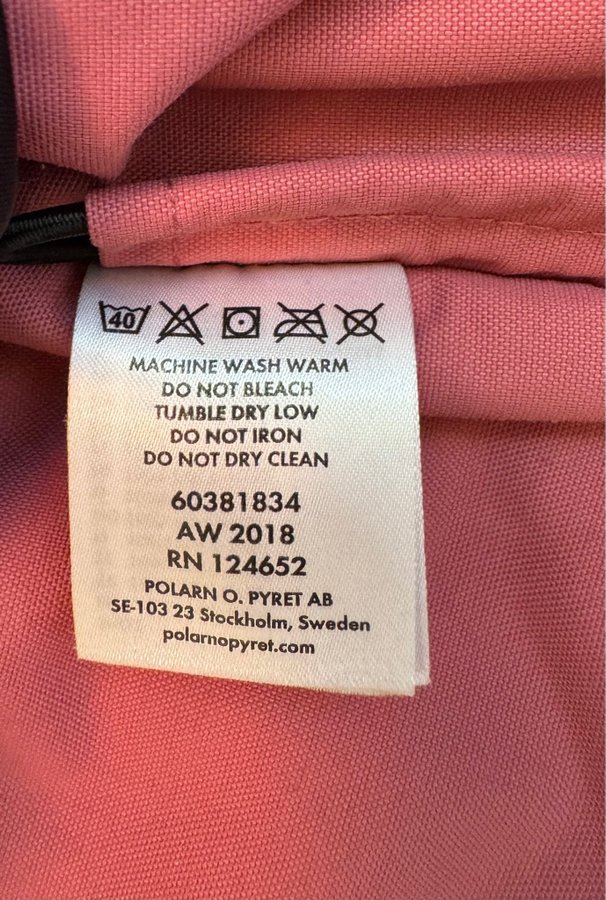 40
MACHINE WASH WARM
DO NOT BLEACH
TUMBLE DRY LOW
DO NOT IRON
DO NOT DRY CLEAN
60381834
AW 2018
RN 124652
POLARN O. PYRET AB
SE-103 23 Stockholm, Sweden
polarnopyret.com